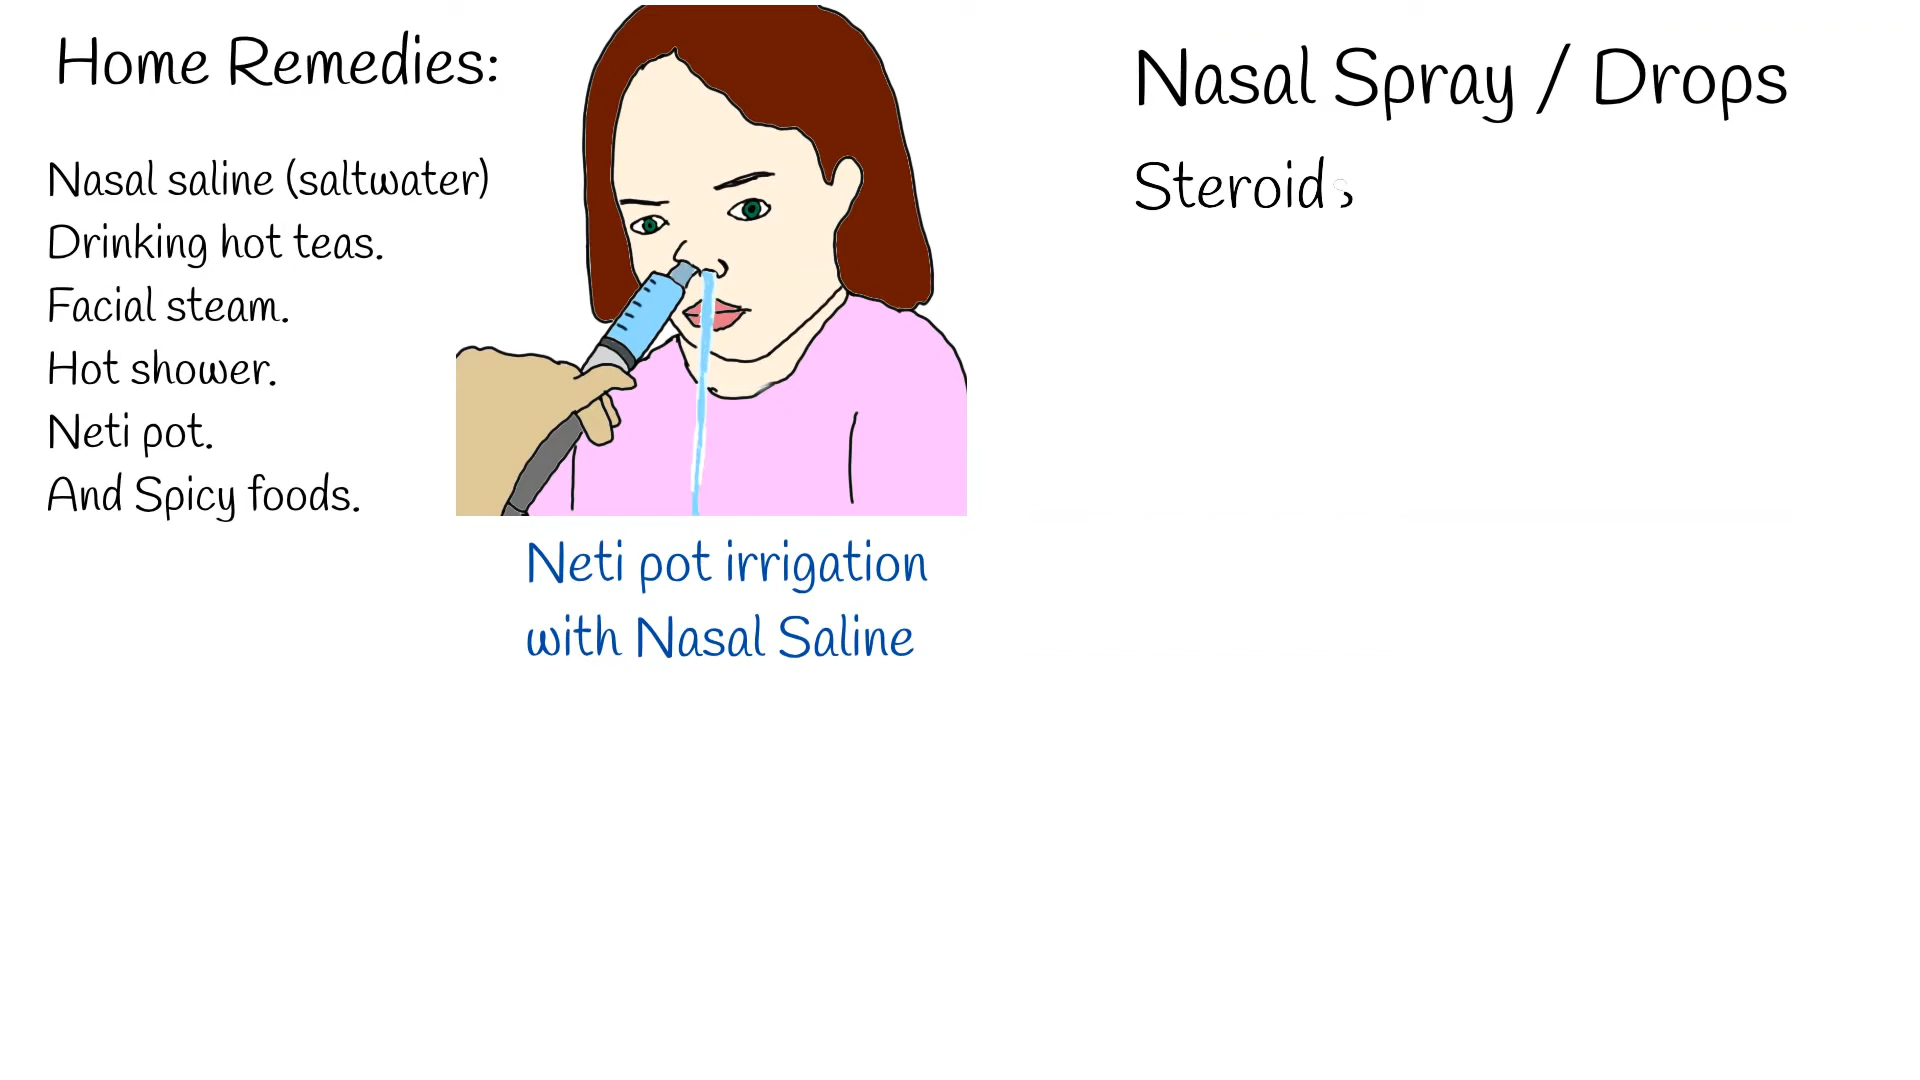 Home Remedies:
Nasal saline (saltwater)
Drinking hot teas.
Facial steam.
Hot shower.
Neti pot.
And Spicy foods.
Neti pot irrigation
with Nasal Saline
Nasal Spray / Drops
Steroids